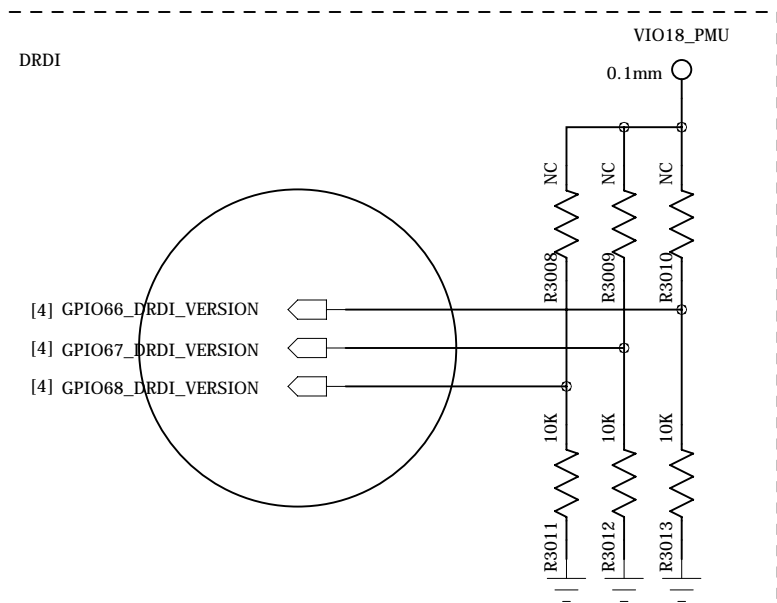 VIO18_PMU
DRDI
0.1mm
NC
NC
NC
R3008
R3009
R3010
[4] GPIO66_DRDI_VERSION
[4] GPIO67_DRDI_VERSION
[4] GPIO68_DRDI_VERSION
10K
10K
10K
R3011
R3012
R3013